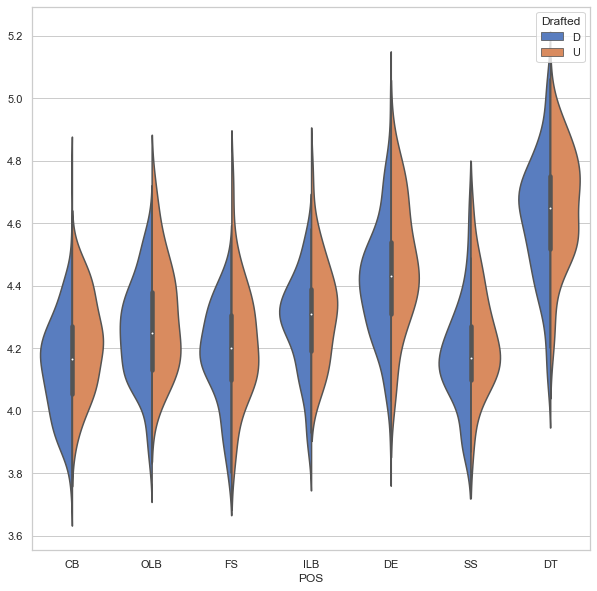 Drafted
D
U
5.2
5.0
4.8
4.6
4.4
4.2
4.0
3.8
3.6
CB OLB FS ILB DE SS DT
POS